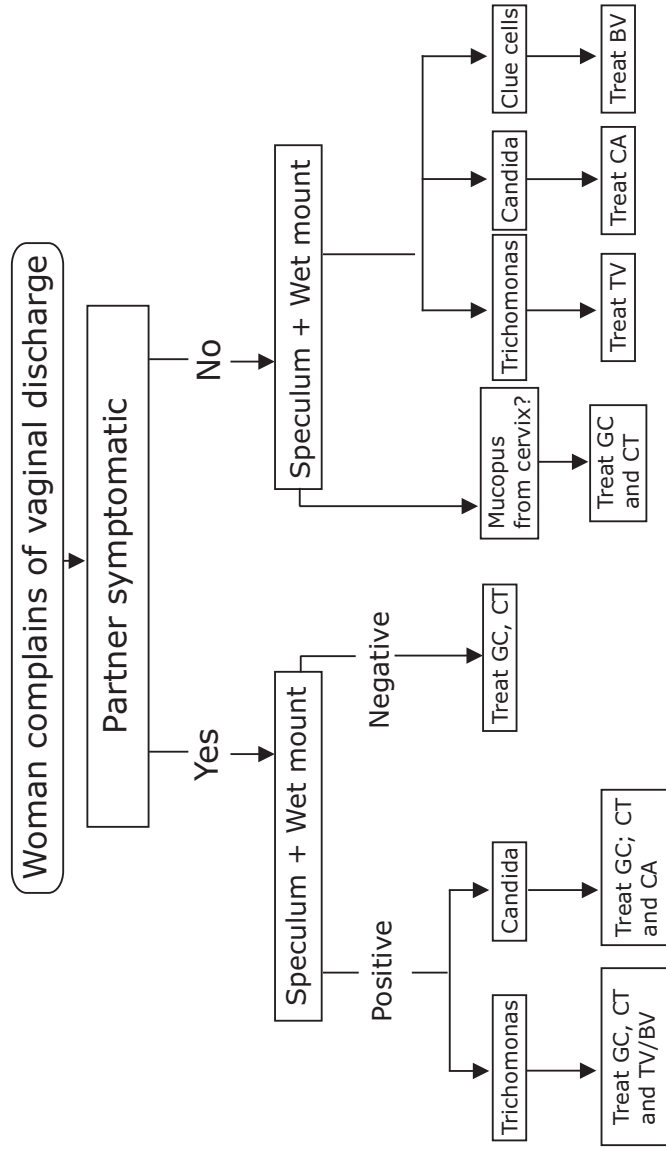 Woman complains of vaginal discharge
Partner symptomatic
Yes
No
Speculum + Wet mount
Speculum + Wet mount
Positive
Negative
Trichomonas
Candida
Treat GC, CT
Mucopus
from cervix?
Trichomonas
Candida
Clue cells
Treat GC, CT
and TV/BV
Treat GC; CT
and CA
Treat GC
and CT
Treat TV
Treat CA
Treat BV